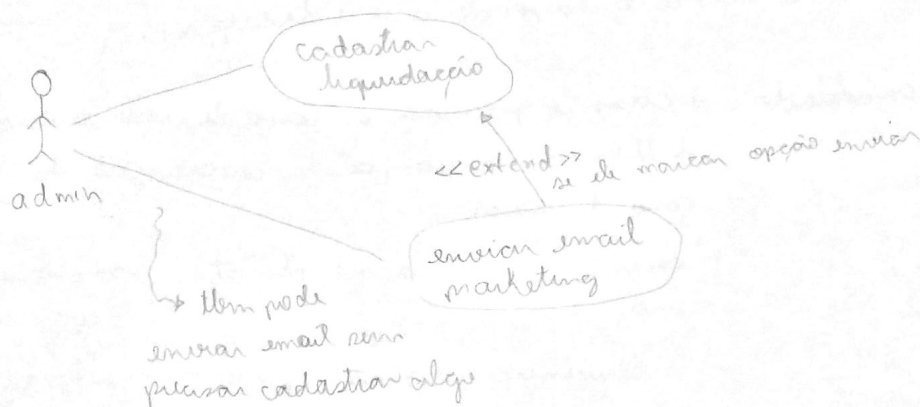 cadastrar
liquidação
<<extend>>
se ele marcar opção enviar
admin
enviar email
marketing
tbm pode
enviar email sem
precisar cadastrar algo